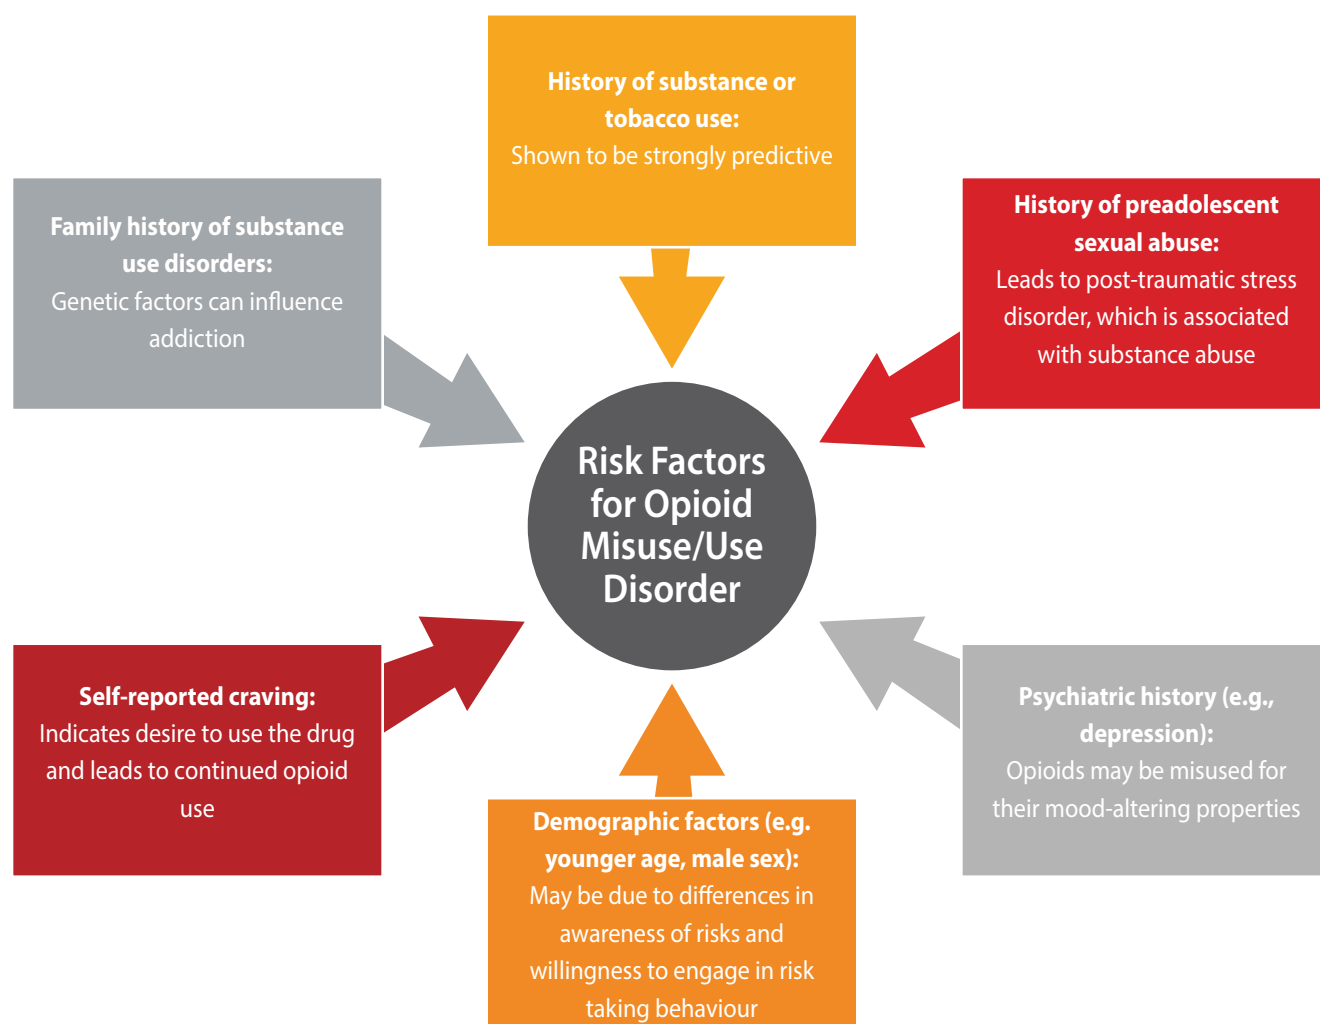 History of substance or
tobacco use:
Shown to be strongly predictive
Family history of substance
use disorders:
Genetic factors can influence
addiction
History of preadolescent
sexual abuse:
Leads to post-traumatic stress
disorder, which is associated
with substance abuse
Risk Factors
for Opioid
Misuse/Use
Disorder
Self-reported craving:
Indicates desire to use the drug
and leads to continued opioid
use
Psychiatric history (e.g.,
depression):
Opioids may be misused for
their mood-altering properties
Demographic factors (e.g.
younger age, male sex):
May be due to differences in
awareness of risks and
willingness to engage in risk
taking behaviour